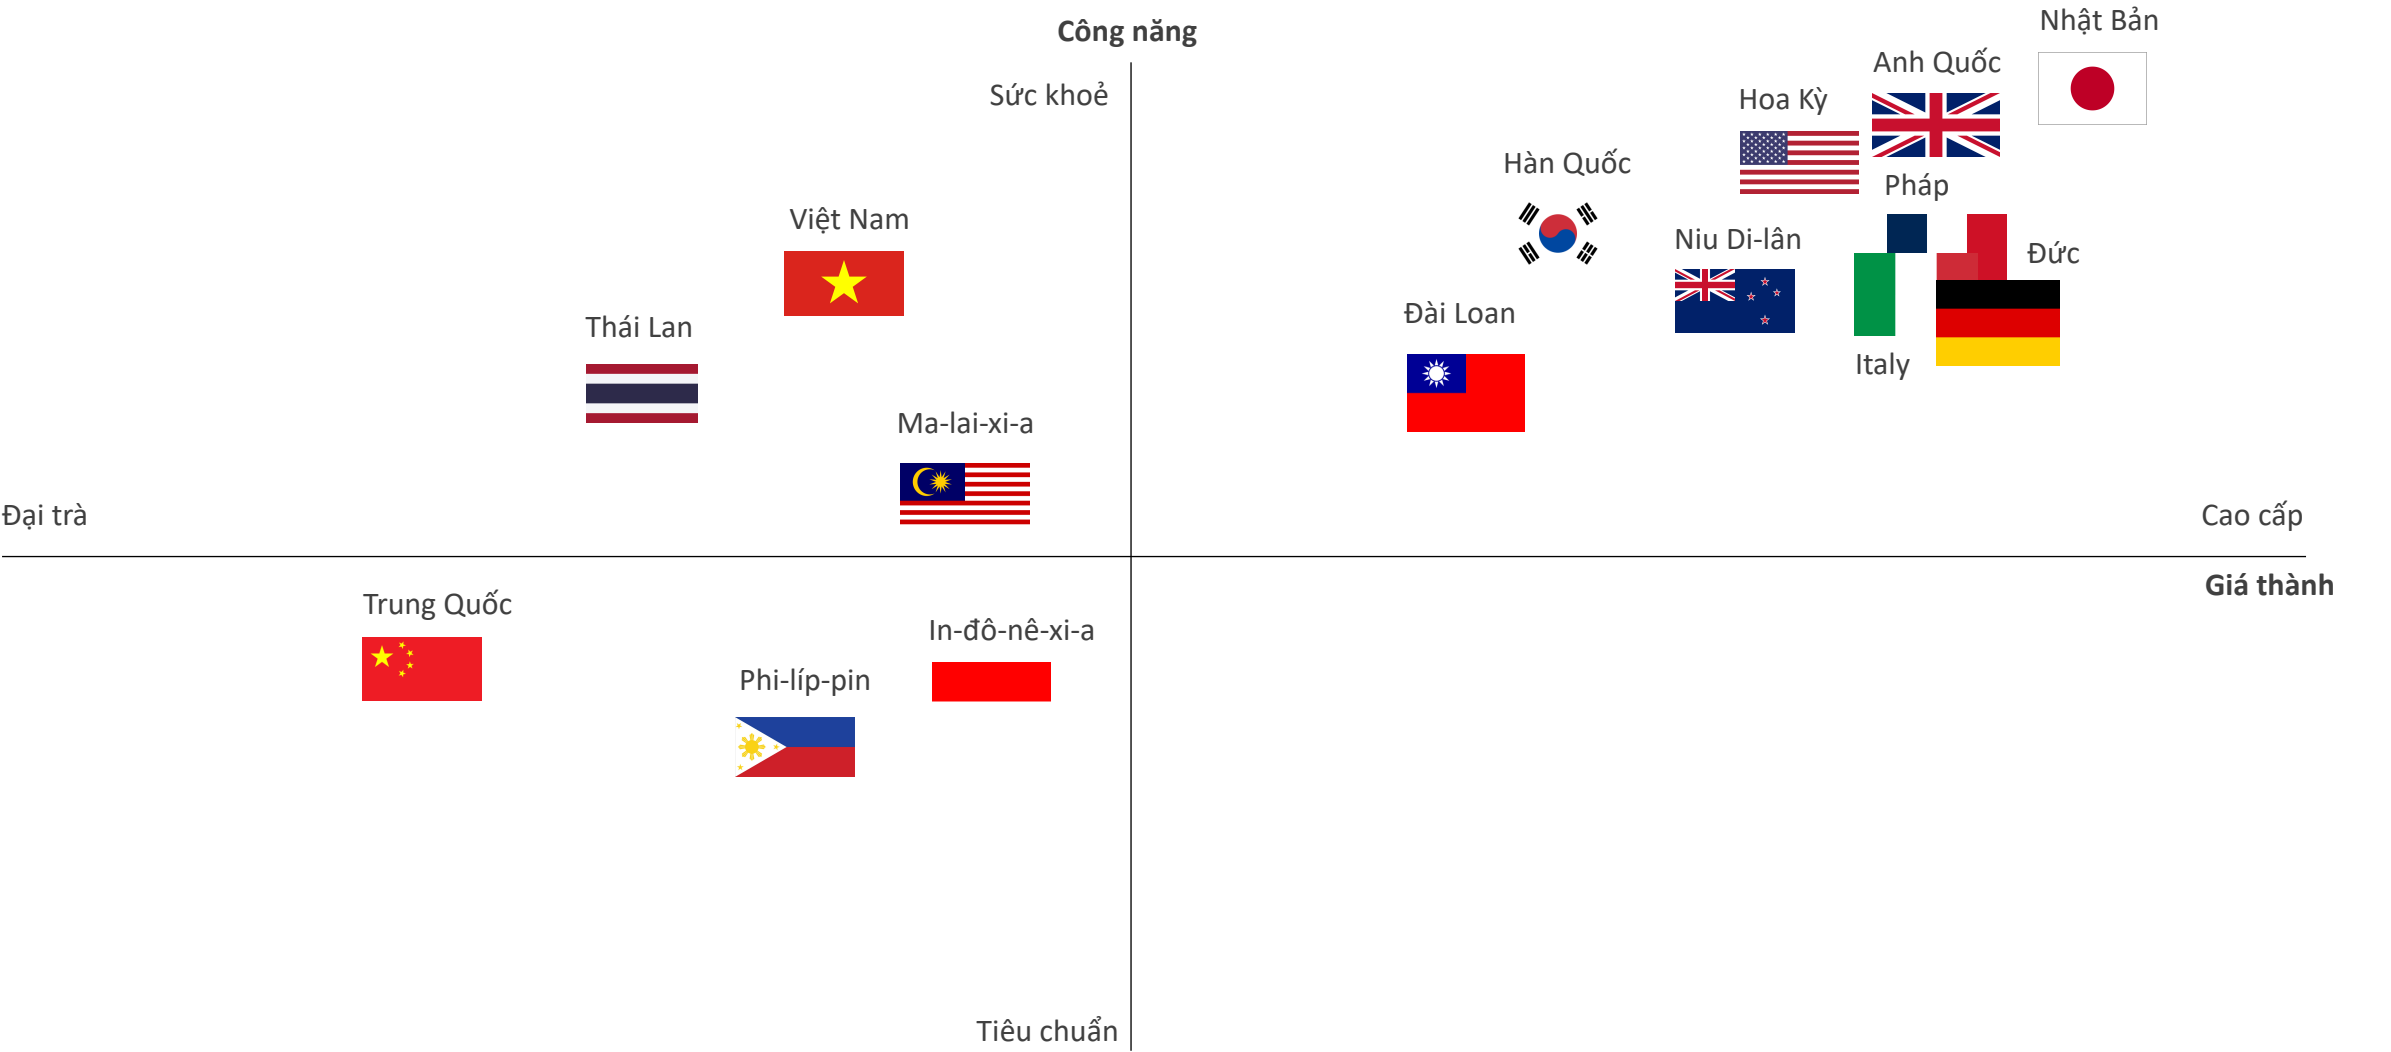 Công năng
Nhật Bản
Anh Quốc
Sức khoẻ
Hoa Kỳ
Hàn Quốc
Pháp
Việt Nam
Niu Di-lân
Đức
Đài Loan
Thái Lan
Italy
Ma-lai-xi-a
Đại trà
Cao cấp
Giá thành
Trung Quốc
In-đô-nê-xi-a
Phi-líp-pin
Tiêu chuẩn